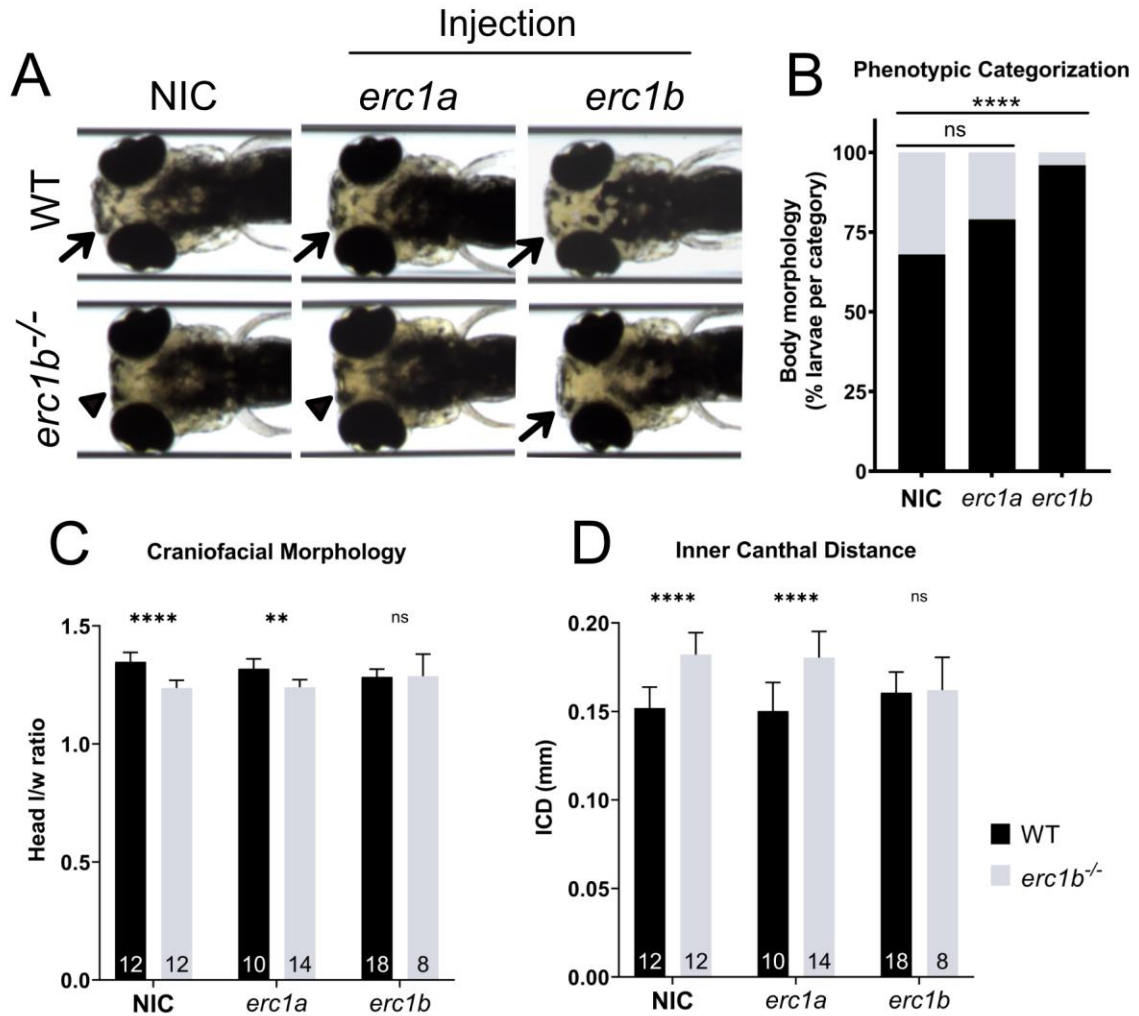 Injection
A
NIC
erc1a
erc1b
WT
erc1b-/-
B
Phenotypic Categorization
****
ns
Body morphology
(% larvae per category)
100
75
50
25
0
NIC
erc1a
erc1b
C
Craniofacial Morphology
****
**
ns
Head l/w ratio
1.5
1.0
0.5
0.0
12
12
10
14
18
8
NIC
erc1a
erc1b
D
Inner Canthal Distance
****
****
ns
ICD (mm)
0.20
0.15
0.10
0.05
0.00
12
12
10
14
18
8
NIC
erc1a
erc1b
WT
erc1b-/-